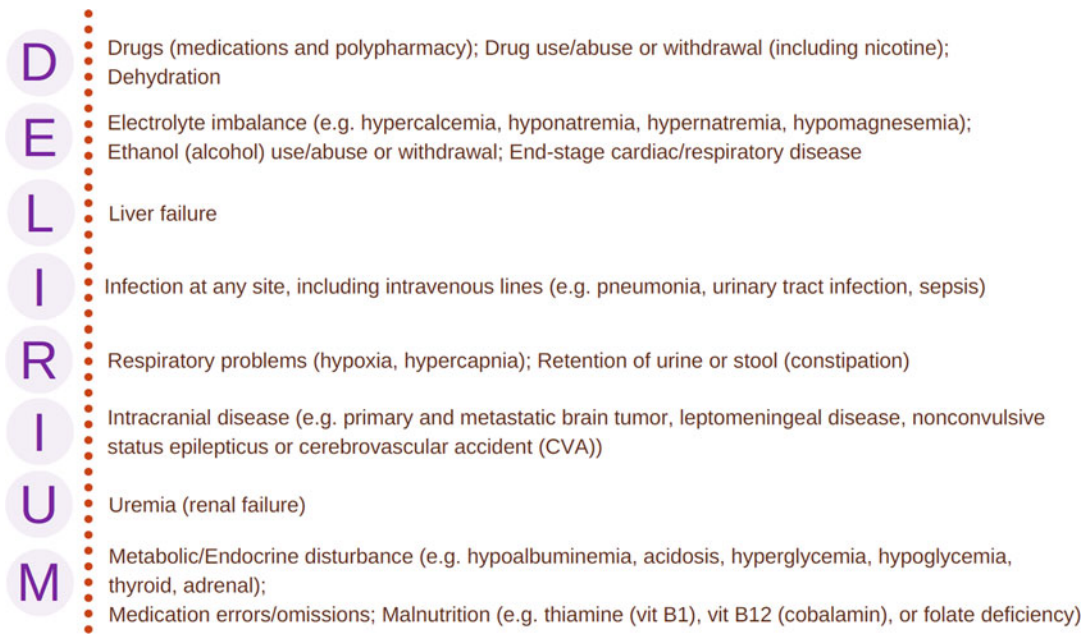 D
Drugs (medications and polypharmacy); Drug use/abuse or withdrawal (including nicotine);
Dehydration
E
Electrolyte imbalance (e.g. hypercalcemia, hyponatremia, hypernatremia, hypomagnesemia);
Ethanol (alcohol) use/abuse or withdrawal; End-stage cardiac/respiratory disease
L
Liver failure
I
Infection at any site, including intravenous lines (e.g. pneumonia, urinary tract infection, sepsis)
R
Respiratory problems (hypoxia, hypercapnia); Retention of urine or stool (constipation)
I
Intracranial disease (e.g. primary and metastatic brain tumor, leptomeningeal disease, nonconvulsive
status epilepticus or cerebrovascular accident (CVA))
U
Uremia (renal failure)
M
Metabolic/Endocrine disturbance (e.g. hypoalbuminemia, acidosis, hyperglycemia, hypoglycemia,
thyroid, adrenal);
Medication errors/omissions; Malnutrition (e.g. thiamine (vit B1), vit B12 (cobalamin), or folate deficiency)